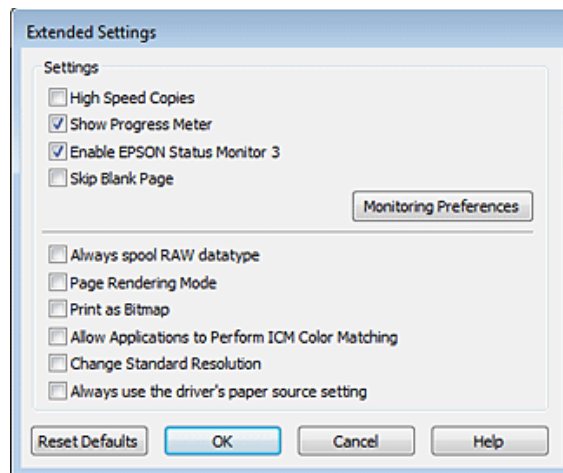 Extended Settings
Settings
High Speed Copies
Show Progress Meter
Enable EPSON Status Monitor 3
Skip Blank Page
Monitoring Preferences
Always spool RAW datatype
Page Rendering Mode
Print as Bitmap
Allow Applications to Perform ICM Color Matching
Change Standard Resolution
Always use the driver's paper source setting
Reset Defaults OK Cancel Help